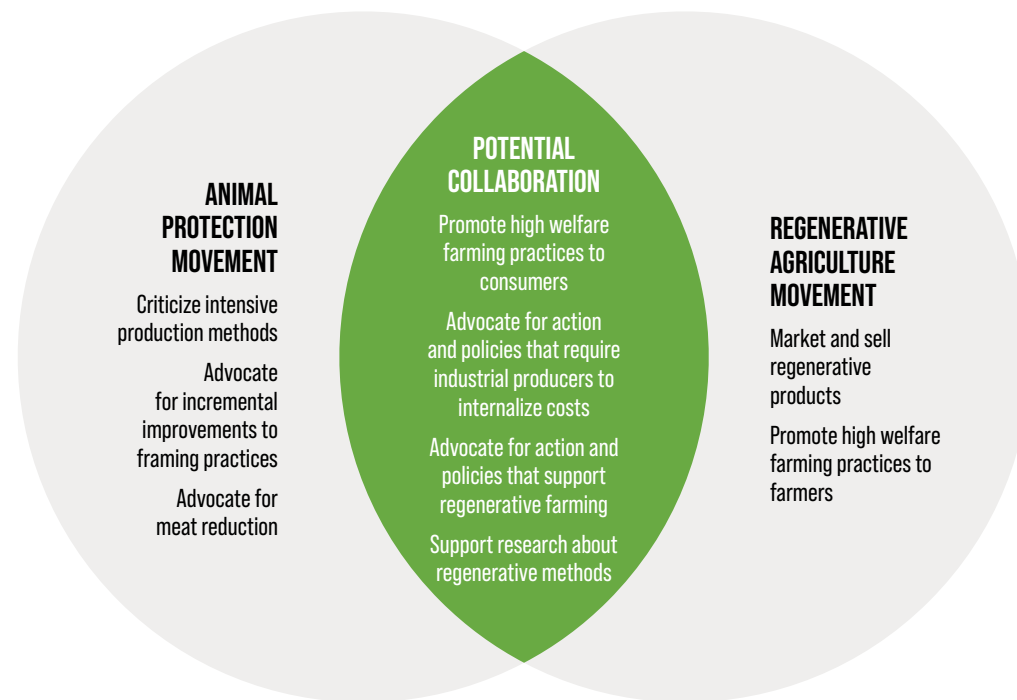 ANIMAL
PROTECTION
MOVEMENT
Criticize intensive
production methods
Advocate
for incremental
improvements to
framing practices
Advocate for
meat reduction
POTENTIAL
COLLABORATION
Promote high welfare
farming practices to
consumers
Advocate for action
and policies that require
industrial producers to
internalize costs
Advocate for action and
policies that support
regenerative farming
Support research about
regenerative methods
REGENERATIVE
AGRICULTURE
MOVEMENT
Market and sell
regenerative
products
Promote high welfare
farming practices to
farmers